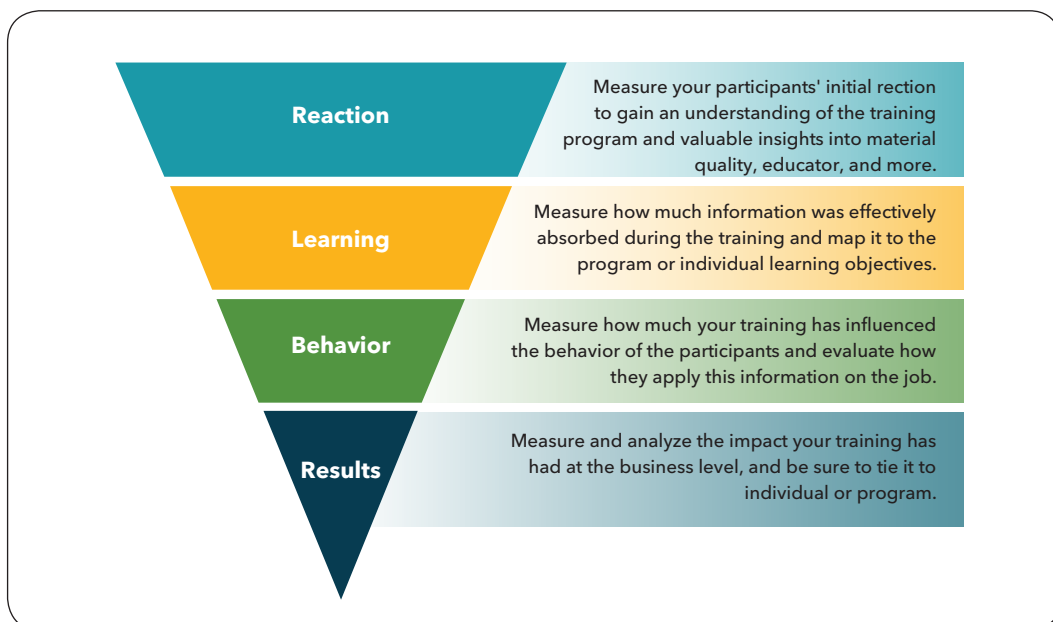 Reaction
Measure your participants' initial rection
to gain an understanding of the training
program and valuable insights into material
quality, educator, and more.
Learning
Measure how much information was effectively
absorbed during the training and map it to the
program or individual learning objectives.
Behavior
Measure how much your training has influenced
the behavior of the participants and evaluate how
they apply this information on the job.
Results
Measure and analyze the impact your training has
had at the business level, and be sure to tie it to
individual or program.